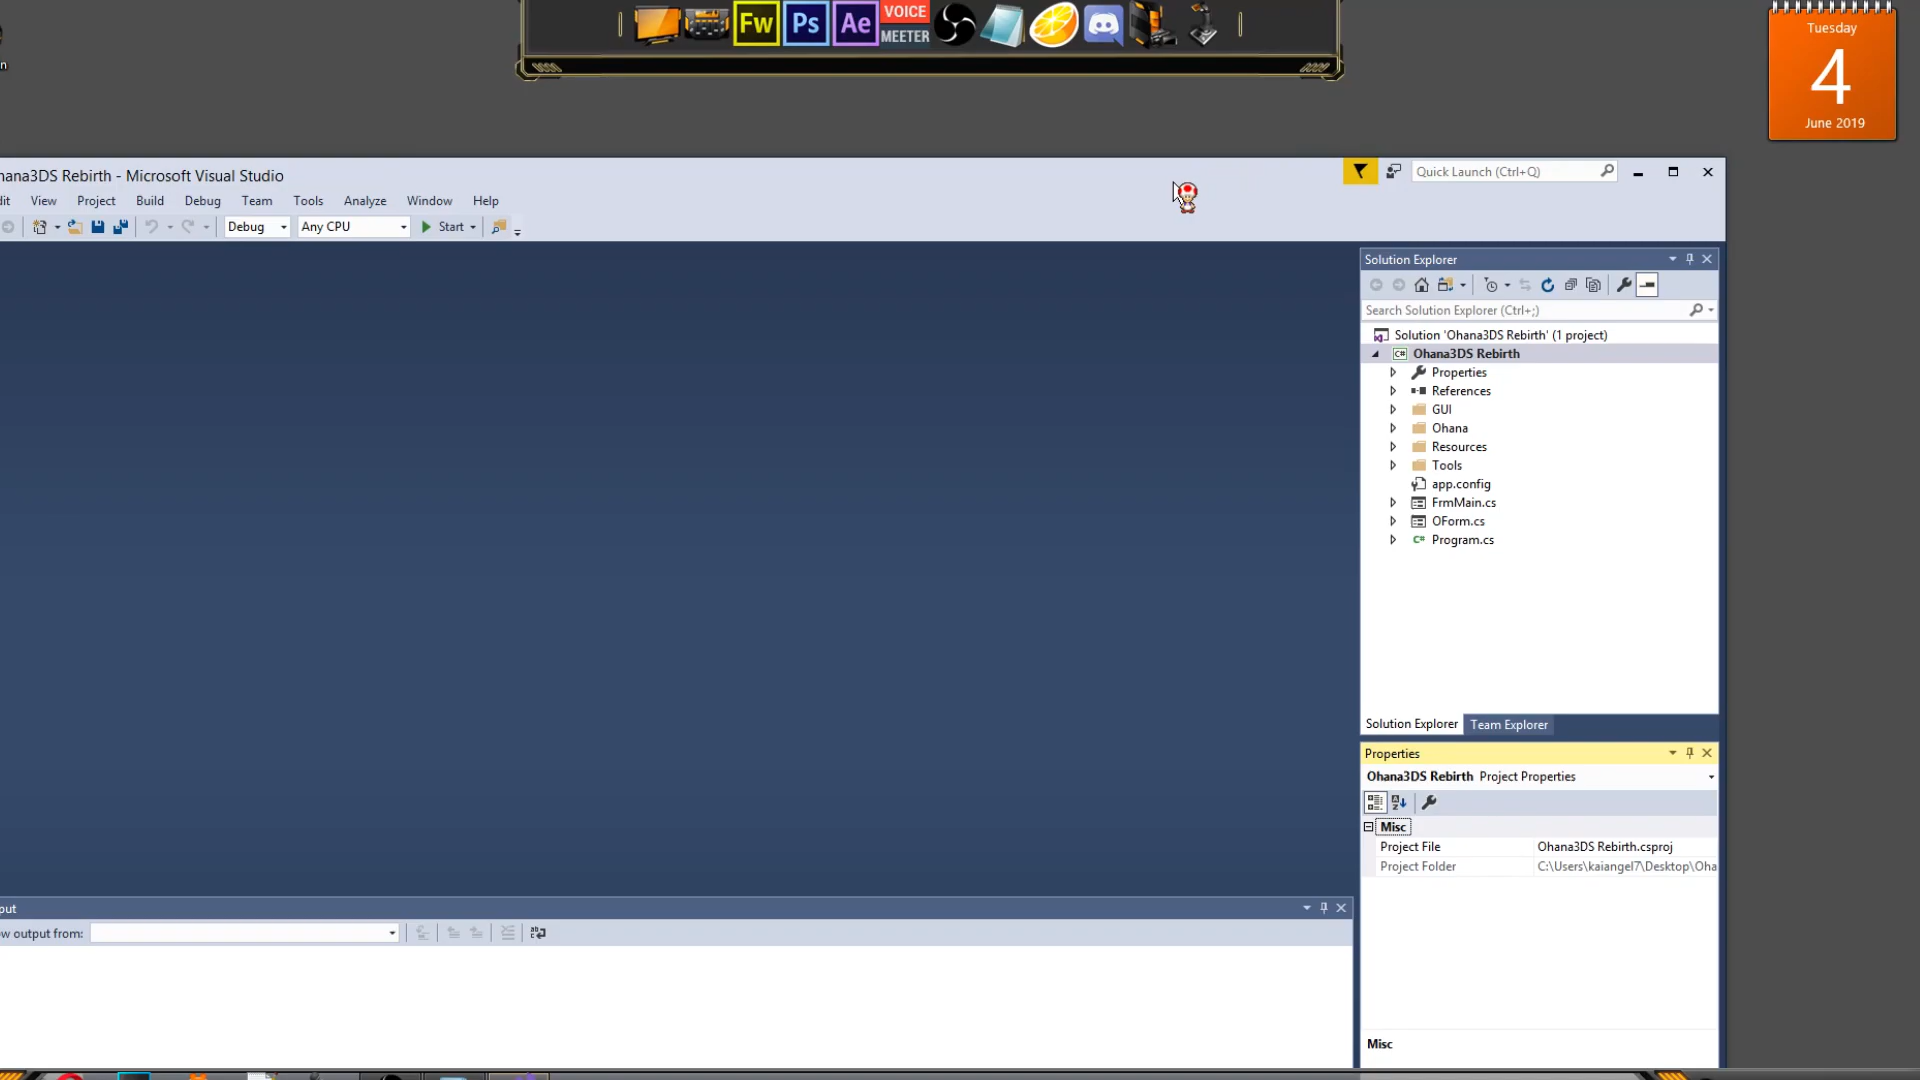 Fw Ps Ae VOICE MEETER
Tuesday
4
June 2019
n
hana3DS Rebirth - Microsoft Visual Studio
Quick Launch (Ctrl+Q)
dit View Project Build Debug Team Tools Test Analyze Window Help
Debug Any CPU Start
Solution Explorer
Search Solution Explorer (Ctrl+;)
Solution 'Ohana3DS Rebirth' (1 project)
C# Ohana3DS Rebirth
Properties
References
GUI
Ohana
Resources
Tools
app.config
FrmMain.cs
OForm.cs
C# Program.cs
Solution Explorer Team Explorer
Properties
Ohana3DS Rebirth Project Properties
Misc
Project File Ohana3DS Rebirth.csproj
Project Folder C:\Users\kaiangel7\Desktop\Oha
put
w output from:
Misc